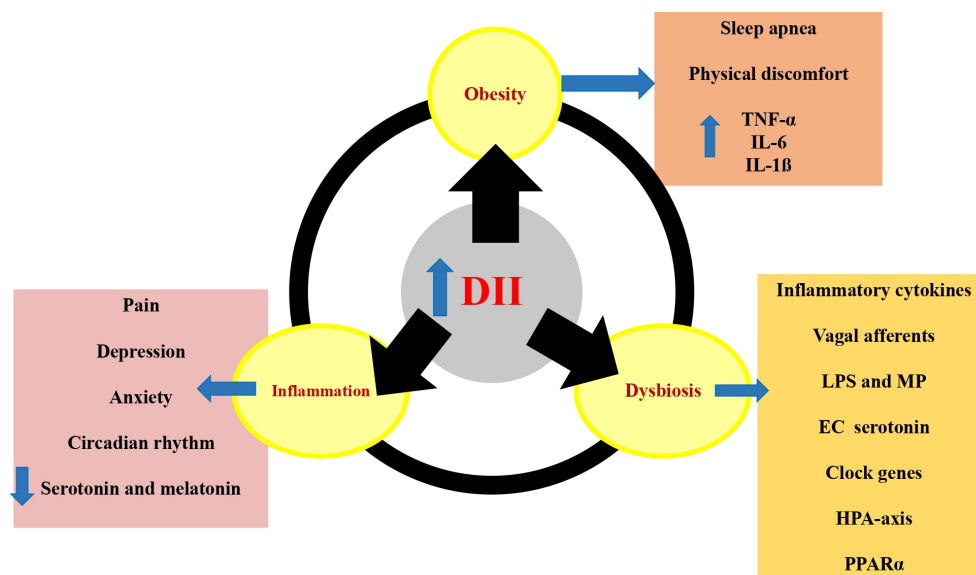 Obesity
Sleep apnea
Physical discomfort
TNF-α
IL-6
IL-1ß
DII
Inflammation
Pain
Depression
Anxiety
Circadian rhythm
Serotonin and melatonin
Dysbiosis
Inflammatory cytokines
Vagal afferents
LPS and MP
EC serotonin
Clock genes
HPA-axis
PPARα